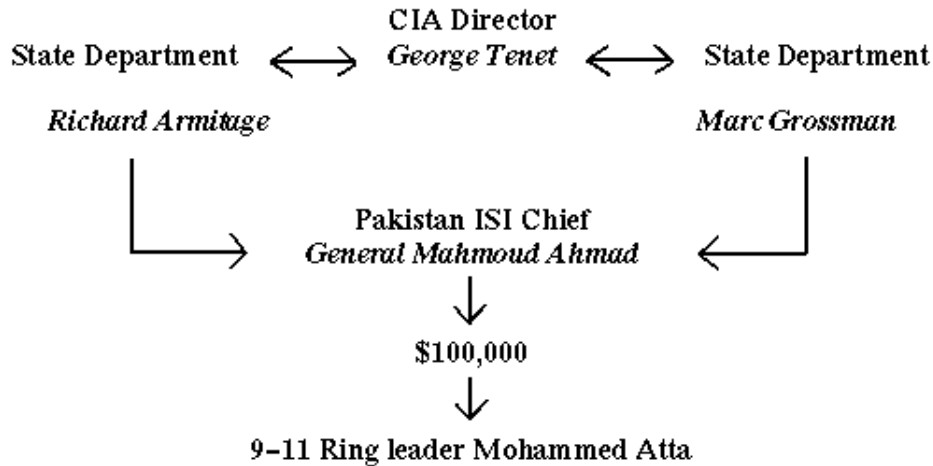 CIA Director
State Department George Tenet State Department
Richard Armitage Marc Grossman
Pakistan ISI Chief
General Mahmoud Ahmad
$100,000
9–11 Ring leader Mohammed Atta